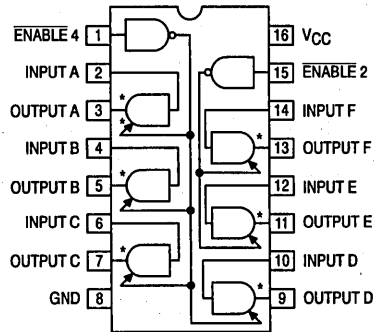 ENABLE 4 1
INPUT A 2
OUTPUT A 3
INPUT B 4
OUTPUT B 5
INPUT C 6
OUTPUT C 7
GND 8
* * * * *
16 VCC
15 ENABLE 2
14 INPUT F
* 13 OUTPUT F
12 INPUT E
* 11 OUTPUT E
10 INPUT D
* 9 OUTPUT D